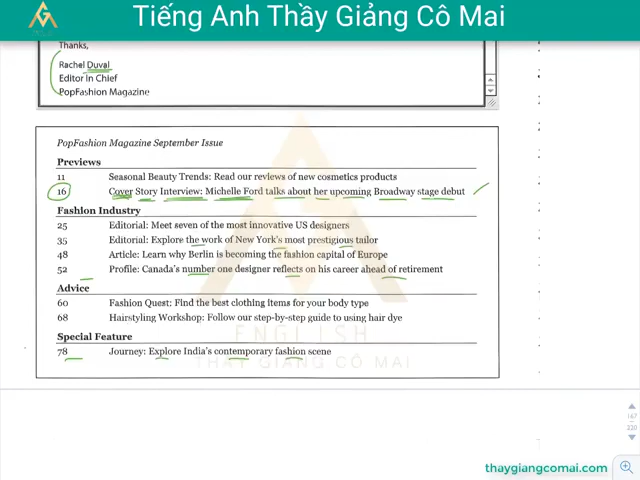 Tiếng Anh Thầy Giảng Cô Mai
Thanks,
Rachel Duval
Editor in Chief
PopFashion Magazine
PopFashion Magazine September Issue
Previews
11 Seasonal Beauty Trends: Read our reviews of new cosmetics products
16 Cover Story Interview: Michelle Ford talks about her upcoming Broadway stage debut
Fashion Industry
25 Editorial: Meet seven of the most innovative US designers
35 Editorial: Explore the work of New York's most prestigious tailor
48 Article: Learn why Berlin is becoming the fashion capital of Europe
52 Profile: Canada's number one designer reflects on his career ahead of retirement
Advice
60 Fashion Quest: Find the best clothing items for your body type
68 Hairstyling Workshop: Follow our step-by-step guide to using hair dye
Special Feature
ENGLISH
78 Journey: Explore India's contemporary fashion scene
THẦY GIẢNG CÔ MAI
167
220
thaygiangcomai.com